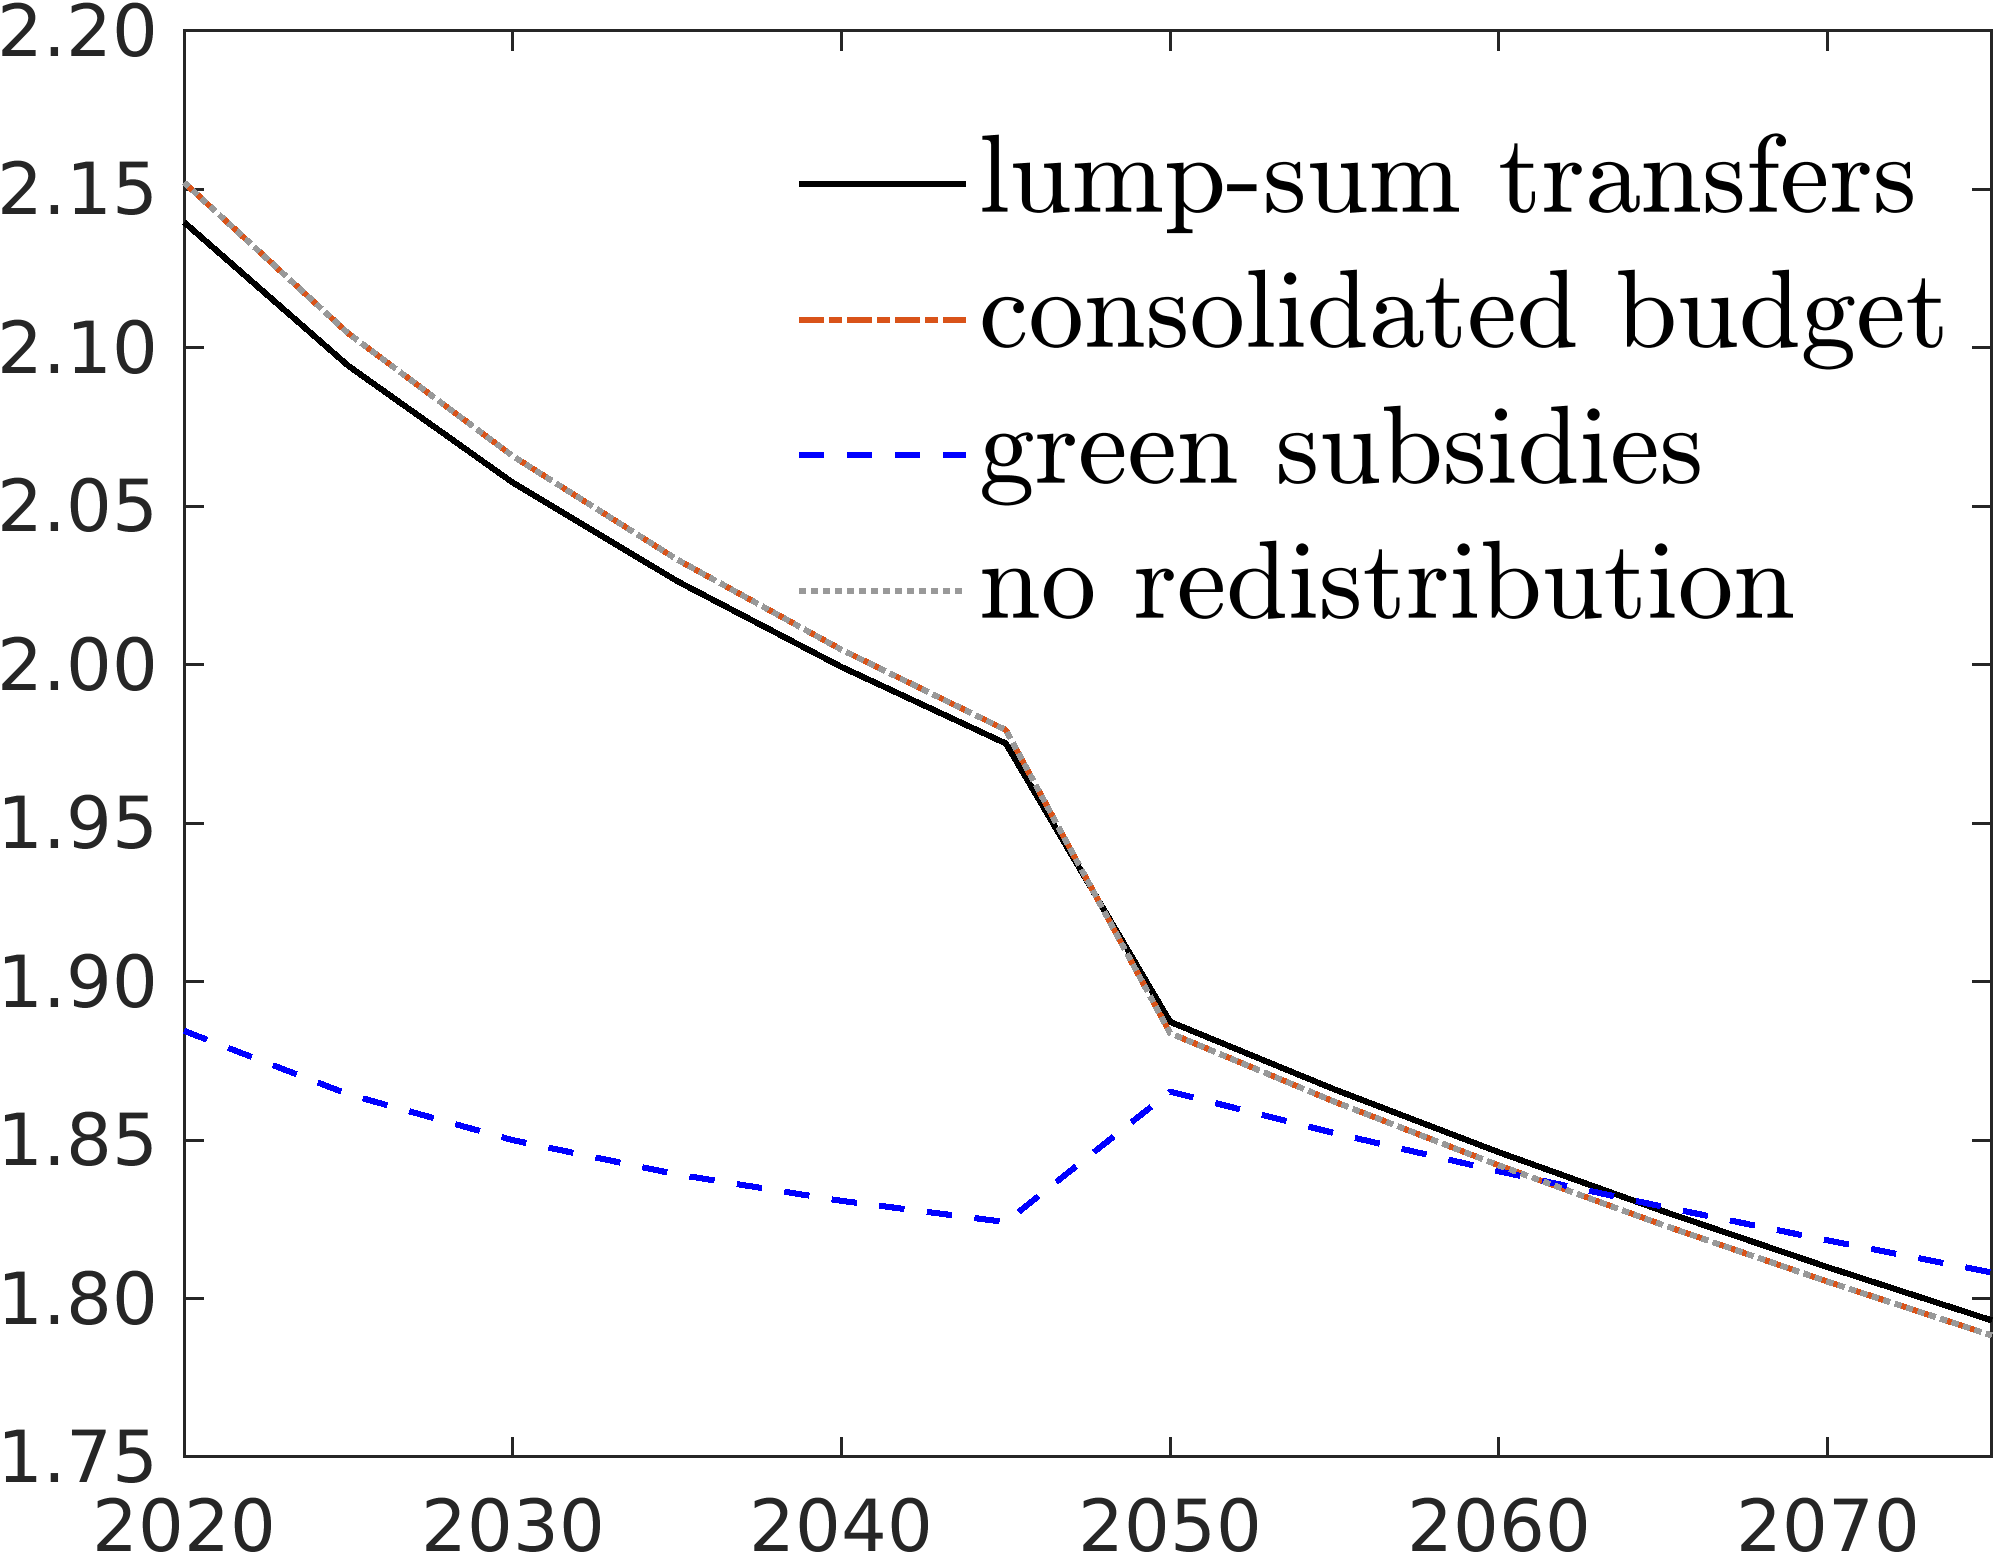 2.20
2.15
2.10
2.05
2.00
1.95
1.90
1.85
1.80
1.75
lump-sum transfers
consolidated budget
green subsidies
no redistribution
2020 2030 2040 2050 2060 2070